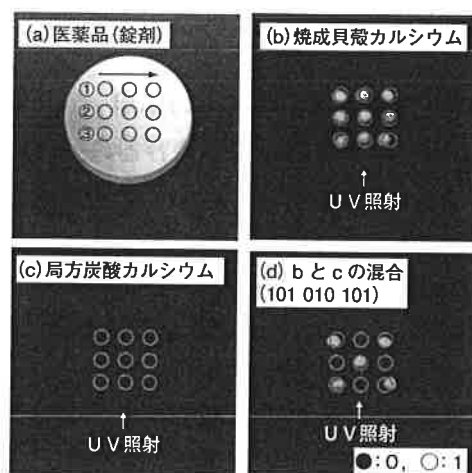 (a)医薬品(錠剤)
①
②
③
(b)焼成貝殻カルシウム
UV照射
(c)局方炭酸カルシウム
UV照射
(d) bとcの混合
(101 010 101)
UV照射
●:0, ○:1